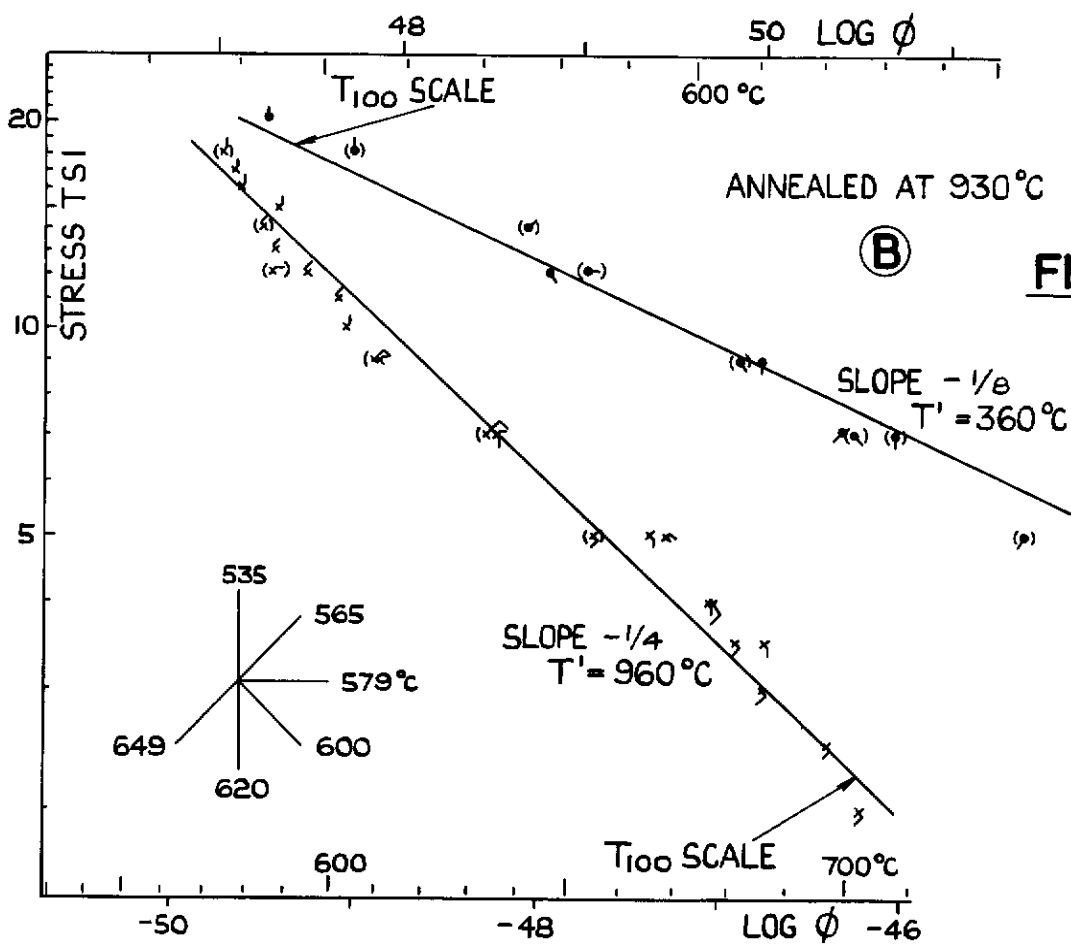 48 50 LOG ϕ
T100 SCALE
600°C
20
STRESS TSI
ANNEALED AT 930°C
B
FI
10
SLOPE -1/8
T' = 360°C
5
535
565
579°C
600
620
649
SLOPE -1/4
T' = 960°C
600
T100 SCALE
700°C
-50 -48 LOG ϕ -46